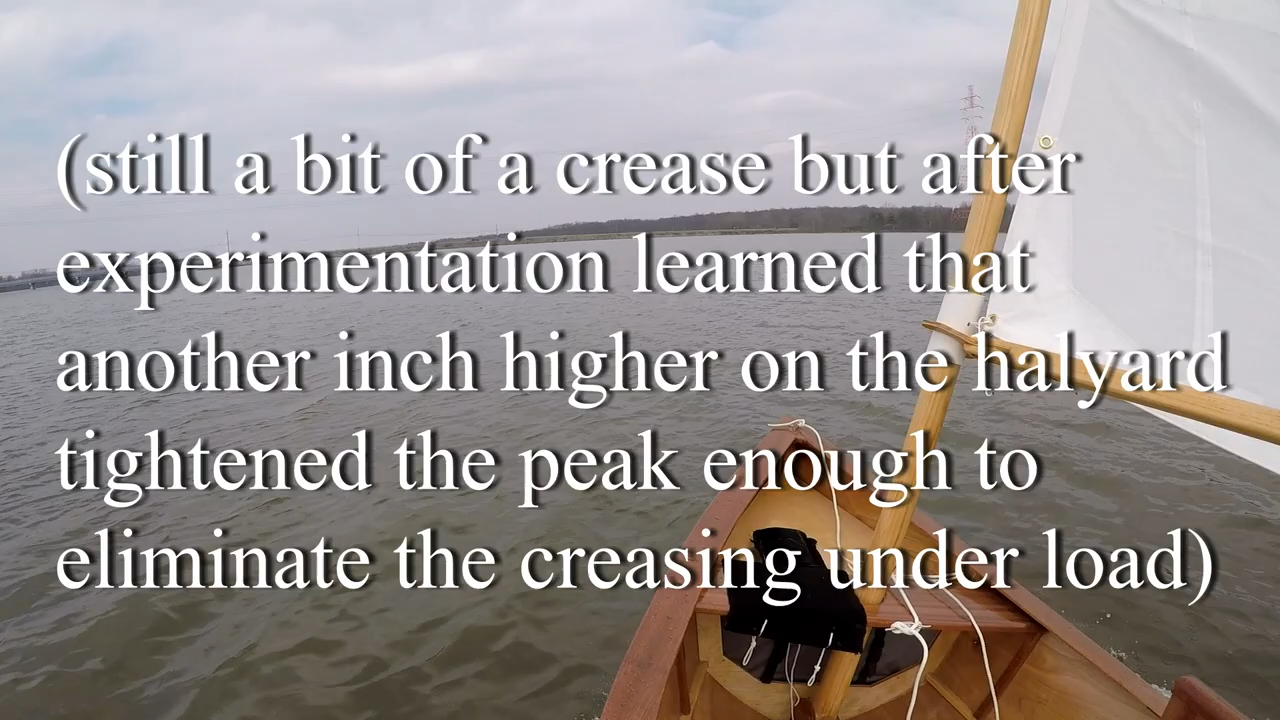 (still a bit of a crease but after
experimentation learned that
another inch higher on the halyard
tightened the peak enough to
eliminate the creasing under load)